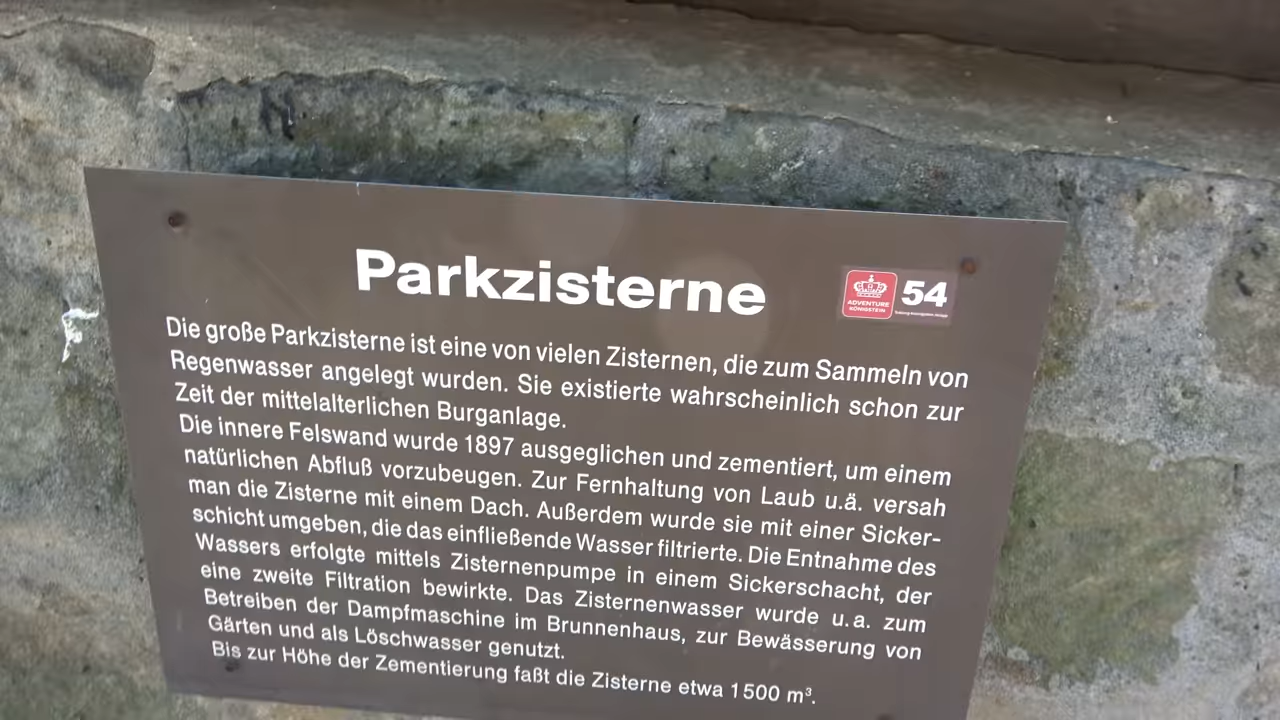 Parkzisterne
ADVENTURE
KÖNIGSTEIN
54
Die große Parkzisterne ist eine von vielen Zisternen, die zum Sammeln von
Regenwasser angelegt wurden. Sie existierte wahrscheinlich schon zur
Zeit der mittelalterlichen Burganlage.
Die innere Felswand wurde 1897 ausgeglichen und zementiert, um einem
natürlichen Abfluß vorzubeugen. Zur Fernhaltung von Laub u.ä. versah
man die Zisterne mit einem Dach. Außerdem wurde sie mit einer Sicker-
schicht umgeben, die das einfließende Wasser filtrierte. Die Entnahme des
Wassers erfolgte mittels Zisternenpumpe in einem Sickerschacht, der
eine zweite Filtration bewirkte. Das Zisternenwasser wurde u.a. zum
Betreiben der Dampfmaschine im Brunnenhaus, zur Bewässerung von
Gärten und als Löschwasser genutzt.
Bis zur Höhe der Zementierung faßt die Zisterne etwa 1500 m³.